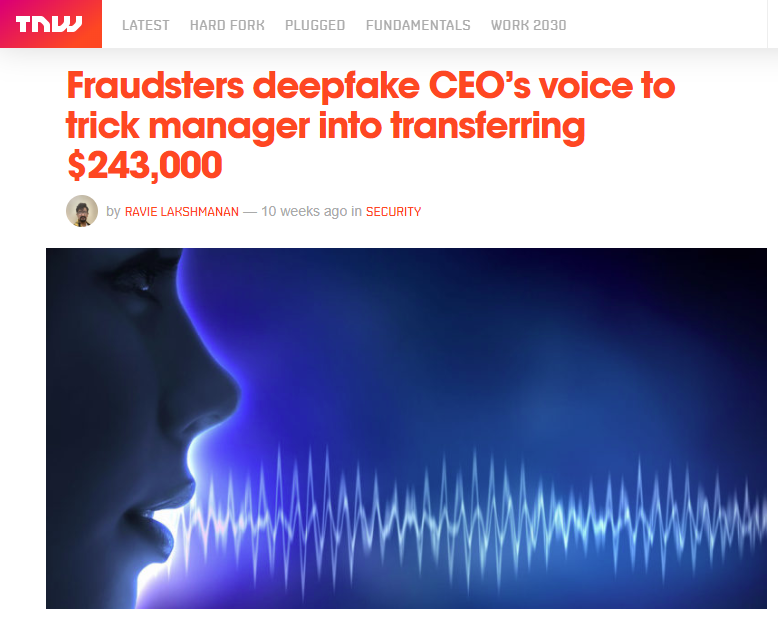 TNW LATEST HARD FORK PLUGGED FUNDAMENTALS WORK 2030
Fraudsters deepfake CEO’s voice to
trick manager into transferring
$243,000
by RAVIE LAKSHMANAN — 10 weeks ago in SECURITY